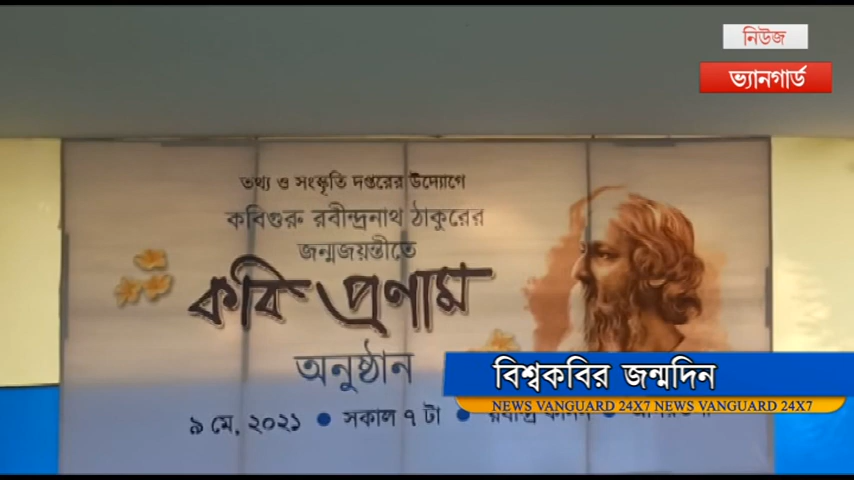 নিউজ
ভ্যানগার্ড
তথ্য ও সংস্কৃতি দপ্তরের উদ্যোগে
কবিগুরু রবীন্দ্রনাথ ঠাকুরের
জন্মজয়ন্তীতে
কবি প্রণাম
অনুষ্ঠান
৯ মে, ২০২১ ● সকাল ৭ টা ●
বিশ্বকবির জন্মদিন
NEWS VANGUARD 24X7 NEWS VANGUARD 24X7